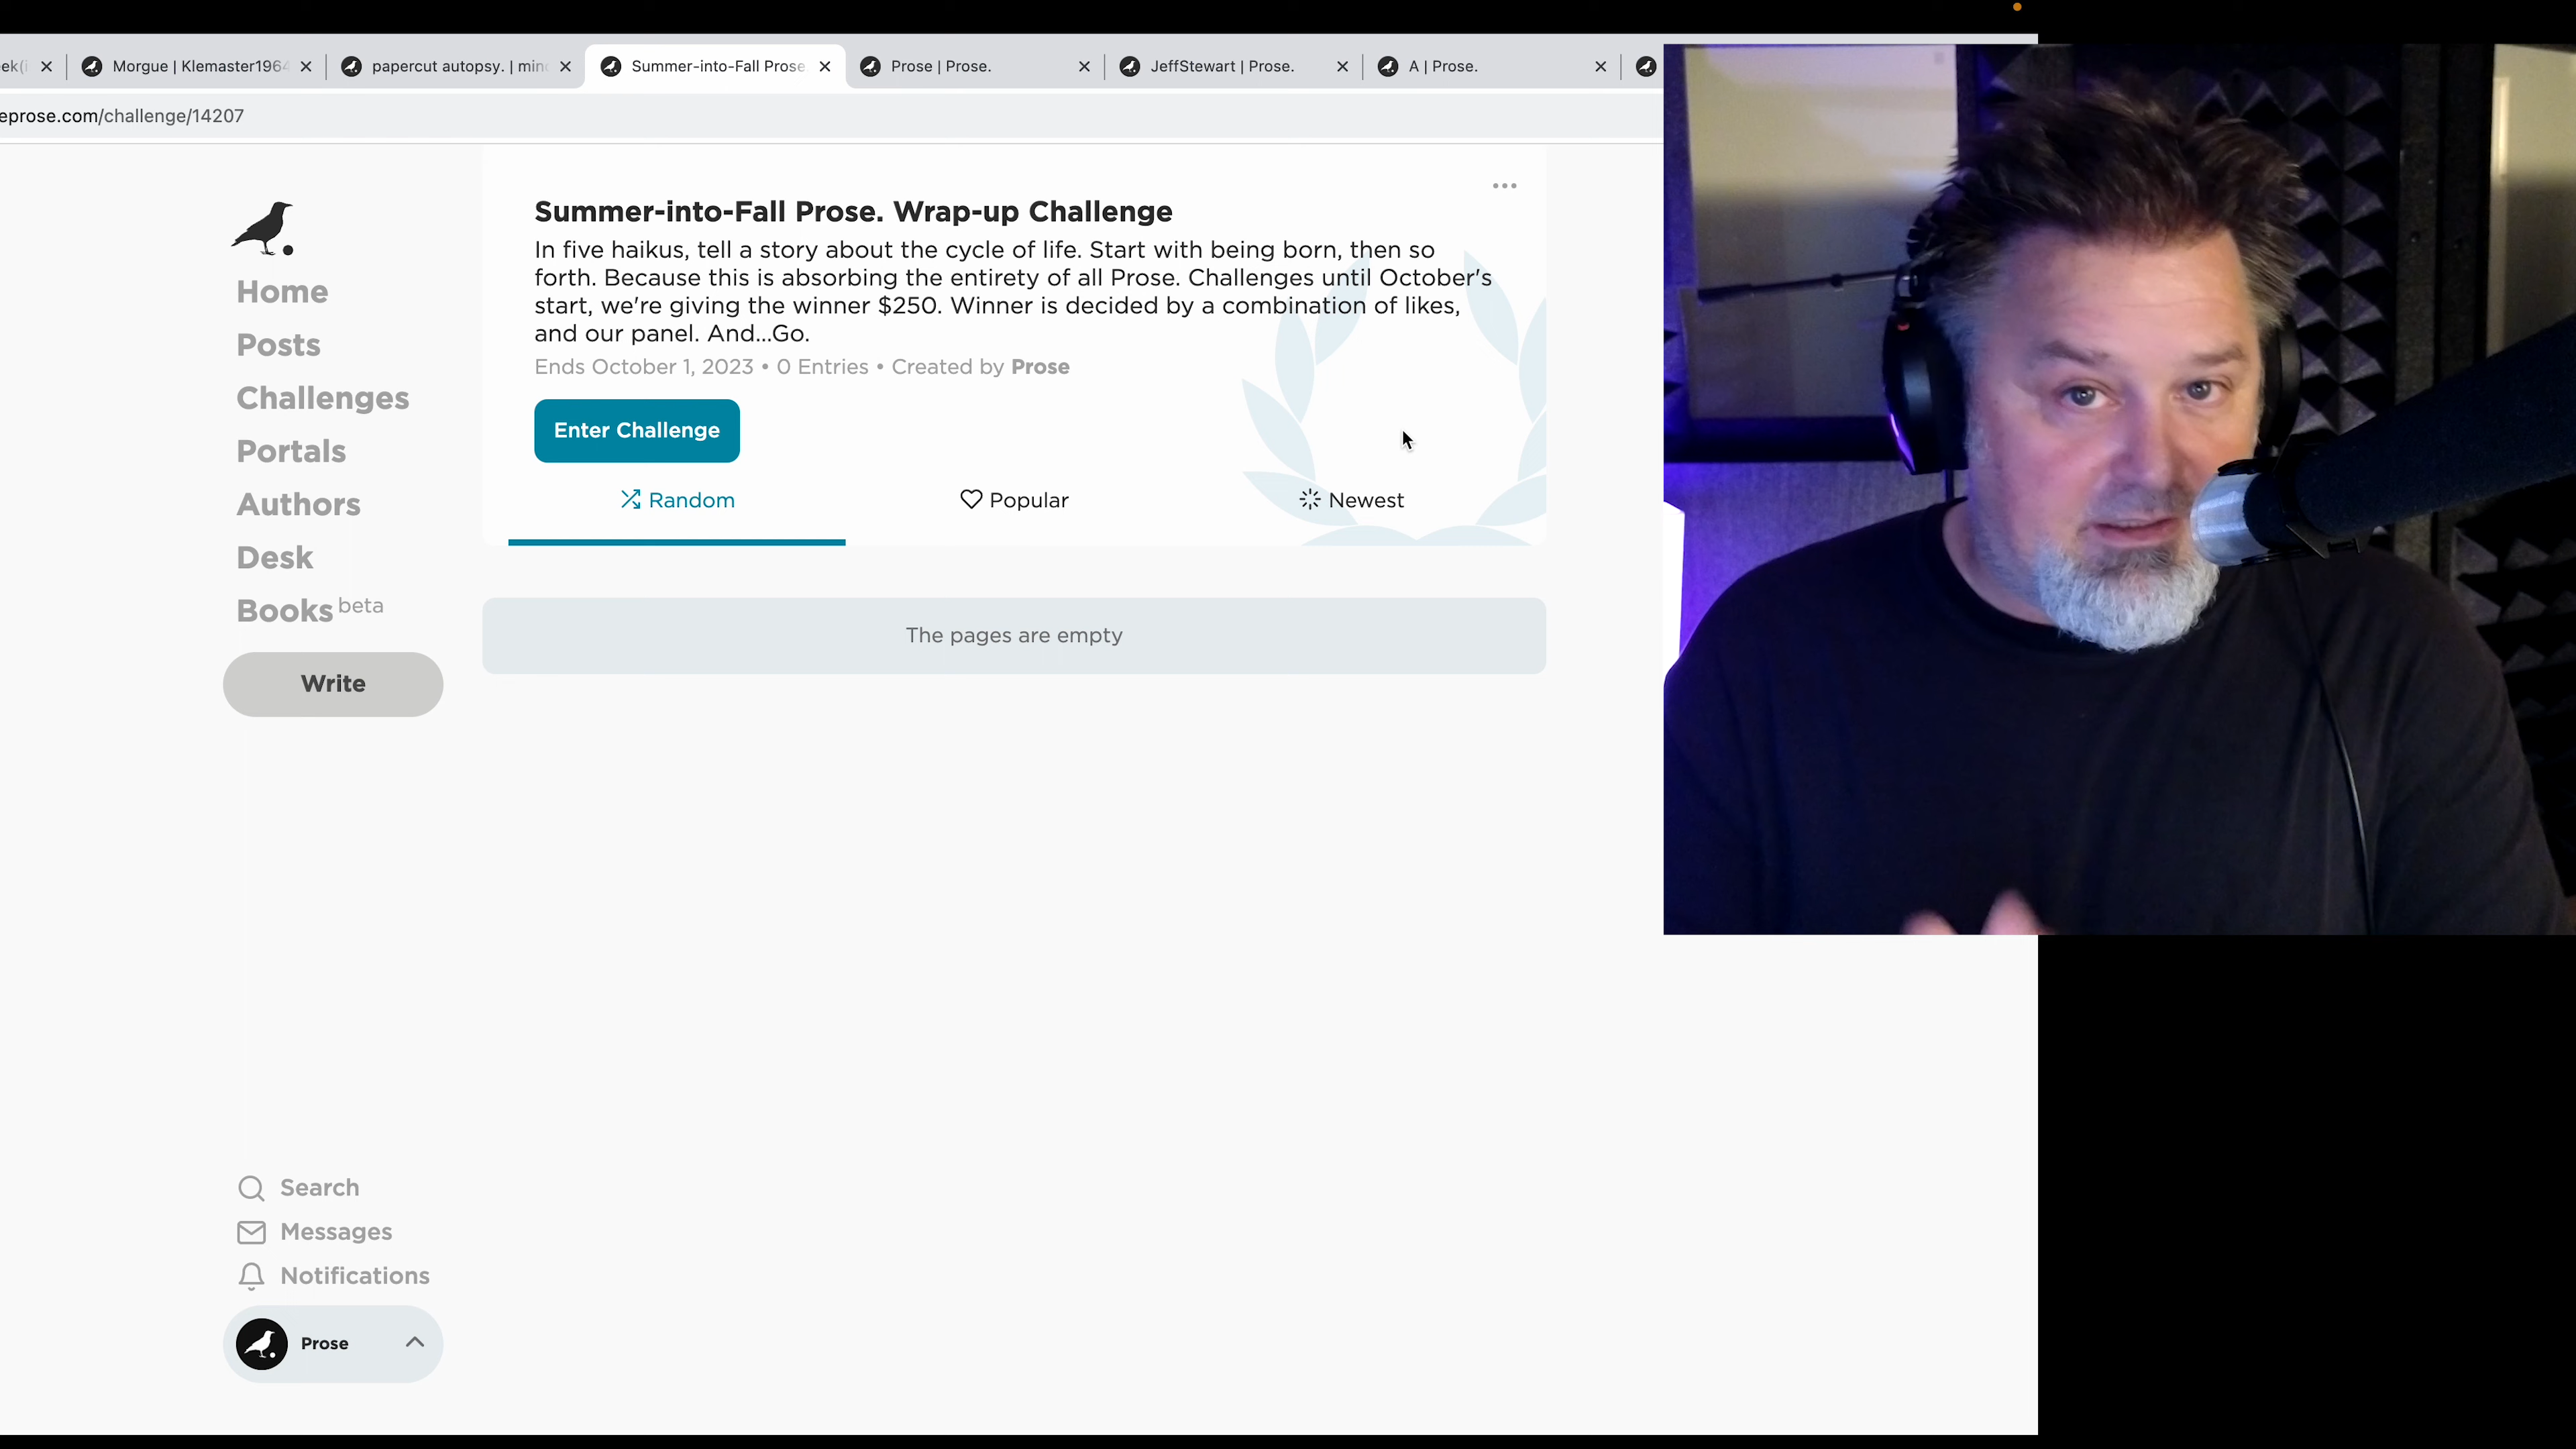 ek(i
Morgue | Klemaster1964
papercut autopsy. | min
Summer-into-Fall Prose
Prose | Prose.
JeffStewart | Prose.
A | Prose.
eprose.com/challenge/14207
Summer-into-Fall Prose. Wrap-up Challenge
In five haikus, tell a story about the cycle of life. Start with being born, then so
forth. Because this is absorbing the entirety of all Prose. Challenges until October's
start, we're giving the winner $250. Winner is decided by a combination of likes,
and our panel. And...Go.
Ends October 1, 2023 • 0 Entries • Created by Prose
Enter Challenge
Random
Popular
Newest
The pages are empty
Home
Posts
Challenges
Portals
Authors
Desk
Books beta
Write
Search
Messages
Notifications
Prose